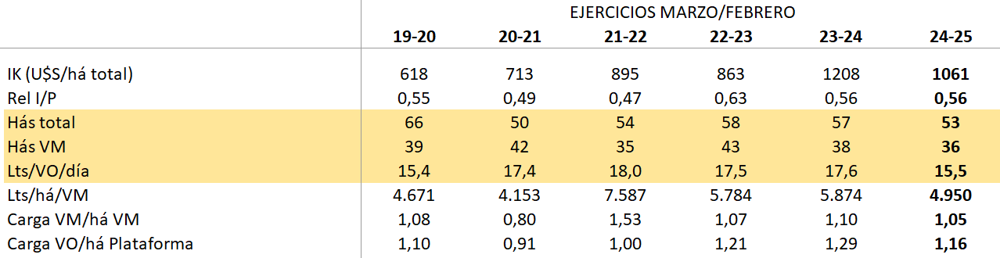 EJERCICIOS MARZO/FEBRERO
19-20 20-21 21-22 22-23 23-24 24-25
IK (U$S/há total) 618 713 895 863 1208 1061
Rel I/P 0,55 0,49 0,47 0,63 0,56 0,56
Hás total 66 50 54 58 57 53
Hás VM 39 42 35 43 38 36
Lts/VO/día 15,4 17,4 18,0 17,5 17,6 15,5
Lts/há/VM 4.671 4.153 7.587 5.784 5.874 4.950
Carga VM/há VM 1,08 0,80 1,53 1,07 1,10 1,05
Carga VO/há Plataforma 1,10 0,91 1,00 1,21 1,29 1,16